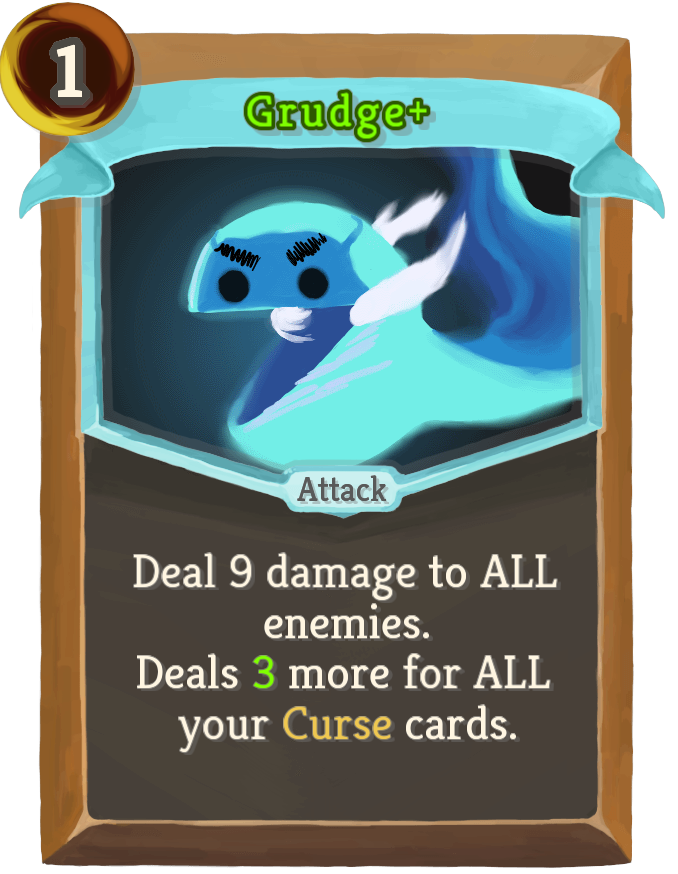 1
Grudge+
Attack
Deal 9 damage to ALL
enemies.
Deals 3 more for ALL
your Curse cards.